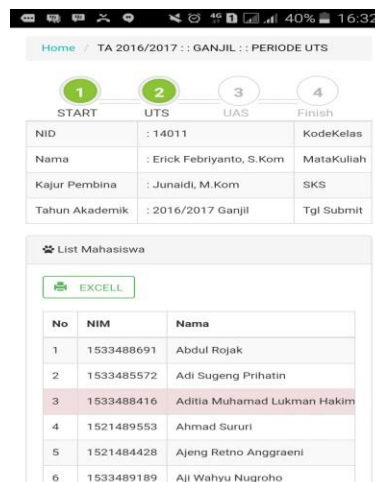 4G 1 40% 16:32
Home / TA 2016/2017 : : GANJIL : : PERIODE UTS
1 2 3 4
START UTS UAS Finish
NID : 14011 KodeKelas
Nama : Erick Febriyanto, S.Kom MataKuliah
Kajur Pembina : Junaidi, M.Kom SKS
Tahun Akademik : 2016/2017 Ganjil Tgl Submit
List Mahasiswa
EXCELL
No NIM Nama
1 1533488691 Abdul Rojak
2 1533485572 Adi Sugeng Prihatin
3 1533488416 Aditia Muhamad Lukman Hakim
4 1521489553 Ahmad Sururi
5 1521484428 Ajeng Retno Anggraeni
6 1533489189 Aji Wahyu Nugroho